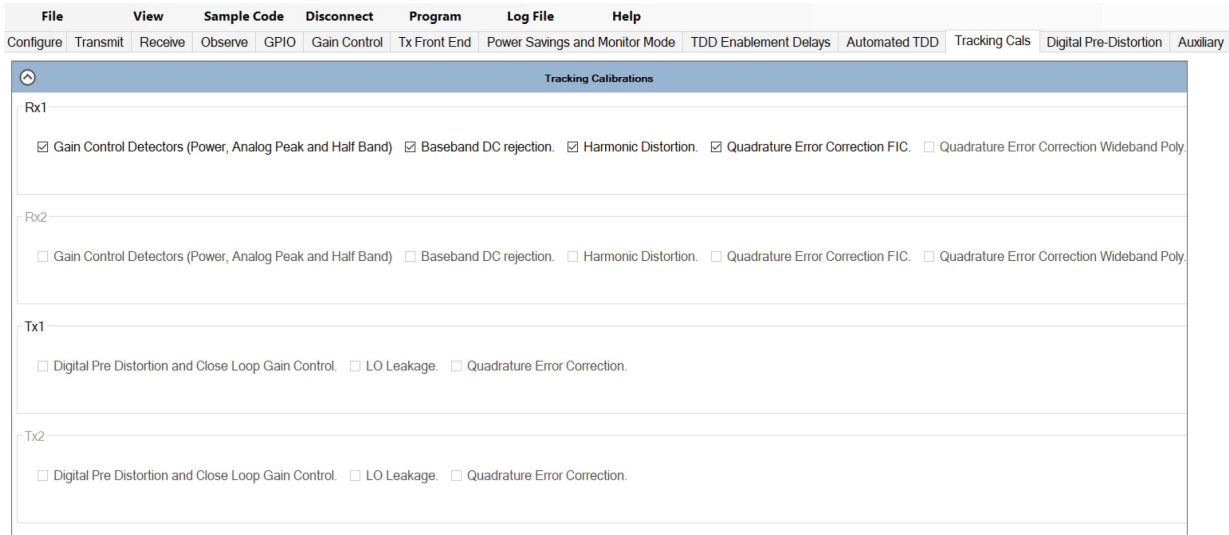 File View Sample Code Disconnect Program Log File Help
Configure Transmit Receive Observe GPIO Gain Control Tx Front End Power Savings and Monitor Mode TDD Enablement Delays Automated TDD Tracking Cals Digital Pre-Distortion Auxiliary
Tracking Calibrations
Rx1
Gain Control Detectors (Power, Analog Peak and Half Band) Baseband DC rejection. Harmonic Distortion. Quadrature Error Correction FIC. Quadrature Error Correction Wideband Poly.
Rx2
Gain Control Detectors (Power, Analog Peak and Half Band) Baseband DC rejection. Harmonic Distortion. Quadrature Error Correction FIC. Quadrature Error Correction Wideband Poly.
Tx1
Digital Pre Distortion and Close Loop Gain Control. LO Leakage. Quadrature Error Correction.
Tx2
Digital Pre Distortion and Close Loop Gain Control. LO Leakage. Quadrature Error Correction.